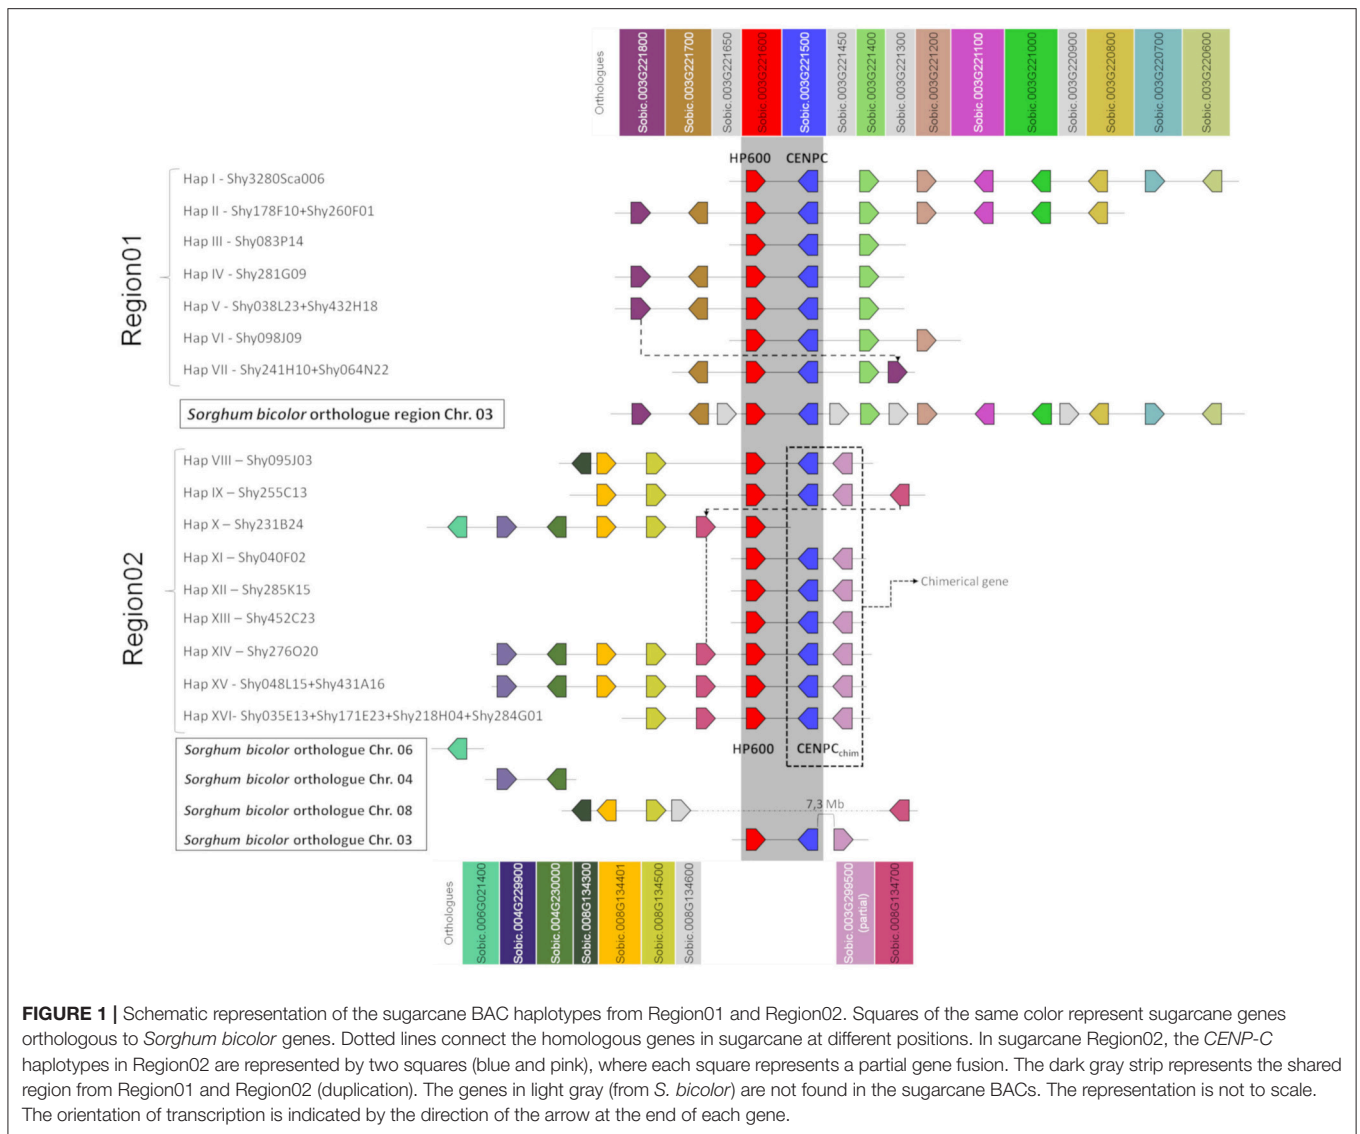 Orthologues
Sobic.003G221800
Sobic.003G221700
Sobic.003G221650
Sobic.003G221600
Sobic.003G221500
Sobic.003G221450
Sobic.003G221400
Sobic.003G221300
Sobic.003G221200
Sobic.003G221100
Sobic.003G221000
Sobic.003G220900
Sobic.003G220800
Sobic.003G220700
Sobic.003G220600
HP600 CENPC
Region01
Hap I - Shy3280Sca006
Hap II - Shy178F10+Shy260F01
Hap III - Shy083P14
Hap IV - Shy281G09
Hap V - Shy038L23+Shy432H18
Hap VI - Shy098J09
Hap VII - Shy241H10+Shy064N22
Sorghum bicolor orthologue region Chr. 03
Region02
Hap VIII – Shy095J03
Hap IX – Shy255C13
Hap X – Shy231B24
Hap XI – Shy040F02
Hap XII – Shy285K15
Hap XIII – Shy452C23
Hap XIV – Shy276O20
Hap XV - Shy048L15+Shy431A16
Hap XVI- Shy035E13+Shy171E23+Shy218H04+Shy284G01
Chimerical gene
HP600 CENPCchim
Sorghum bicolor orthologue Chr. 06
Sorghum bicolor orthologue Chr. 04
Sorghum bicolor orthologue Chr. 08
7,3 Mb
Sorghum bicolor orthologue Chr. 03
Orthologues
Sobic.006G021400
Sobic.004G229900
Sobic.004G230000
Sobic.008G134300
Sobic.008G134401
Sobic.008G134500
Sobic.008G134600
Sobic.003G299500
(partial)
Sobic.008G134700
FIGURE 1 | Schematic representation of the sugarcane BAC haplotypes from Region01 and Region02. Squares of the same color represent sugarcane genes
orthologous to Sorghum bicolor genes. Dotted lines connect the homologous genes in sugarcane at different positions. In sugarcane Region02, the CENP-C
haplotypes in Region02 are represented by two squares (blue and pink), where each square represents a partial gene fusion. The dark gray strip represents the shared
region from Region01 and Region02 (duplication). The genes in light gray (from S. bicolor) are not found in the sugarcane BACs. The representation is not to scale.
The orientation of transcription is indicated by the direction of the arrow at the end of each gene.